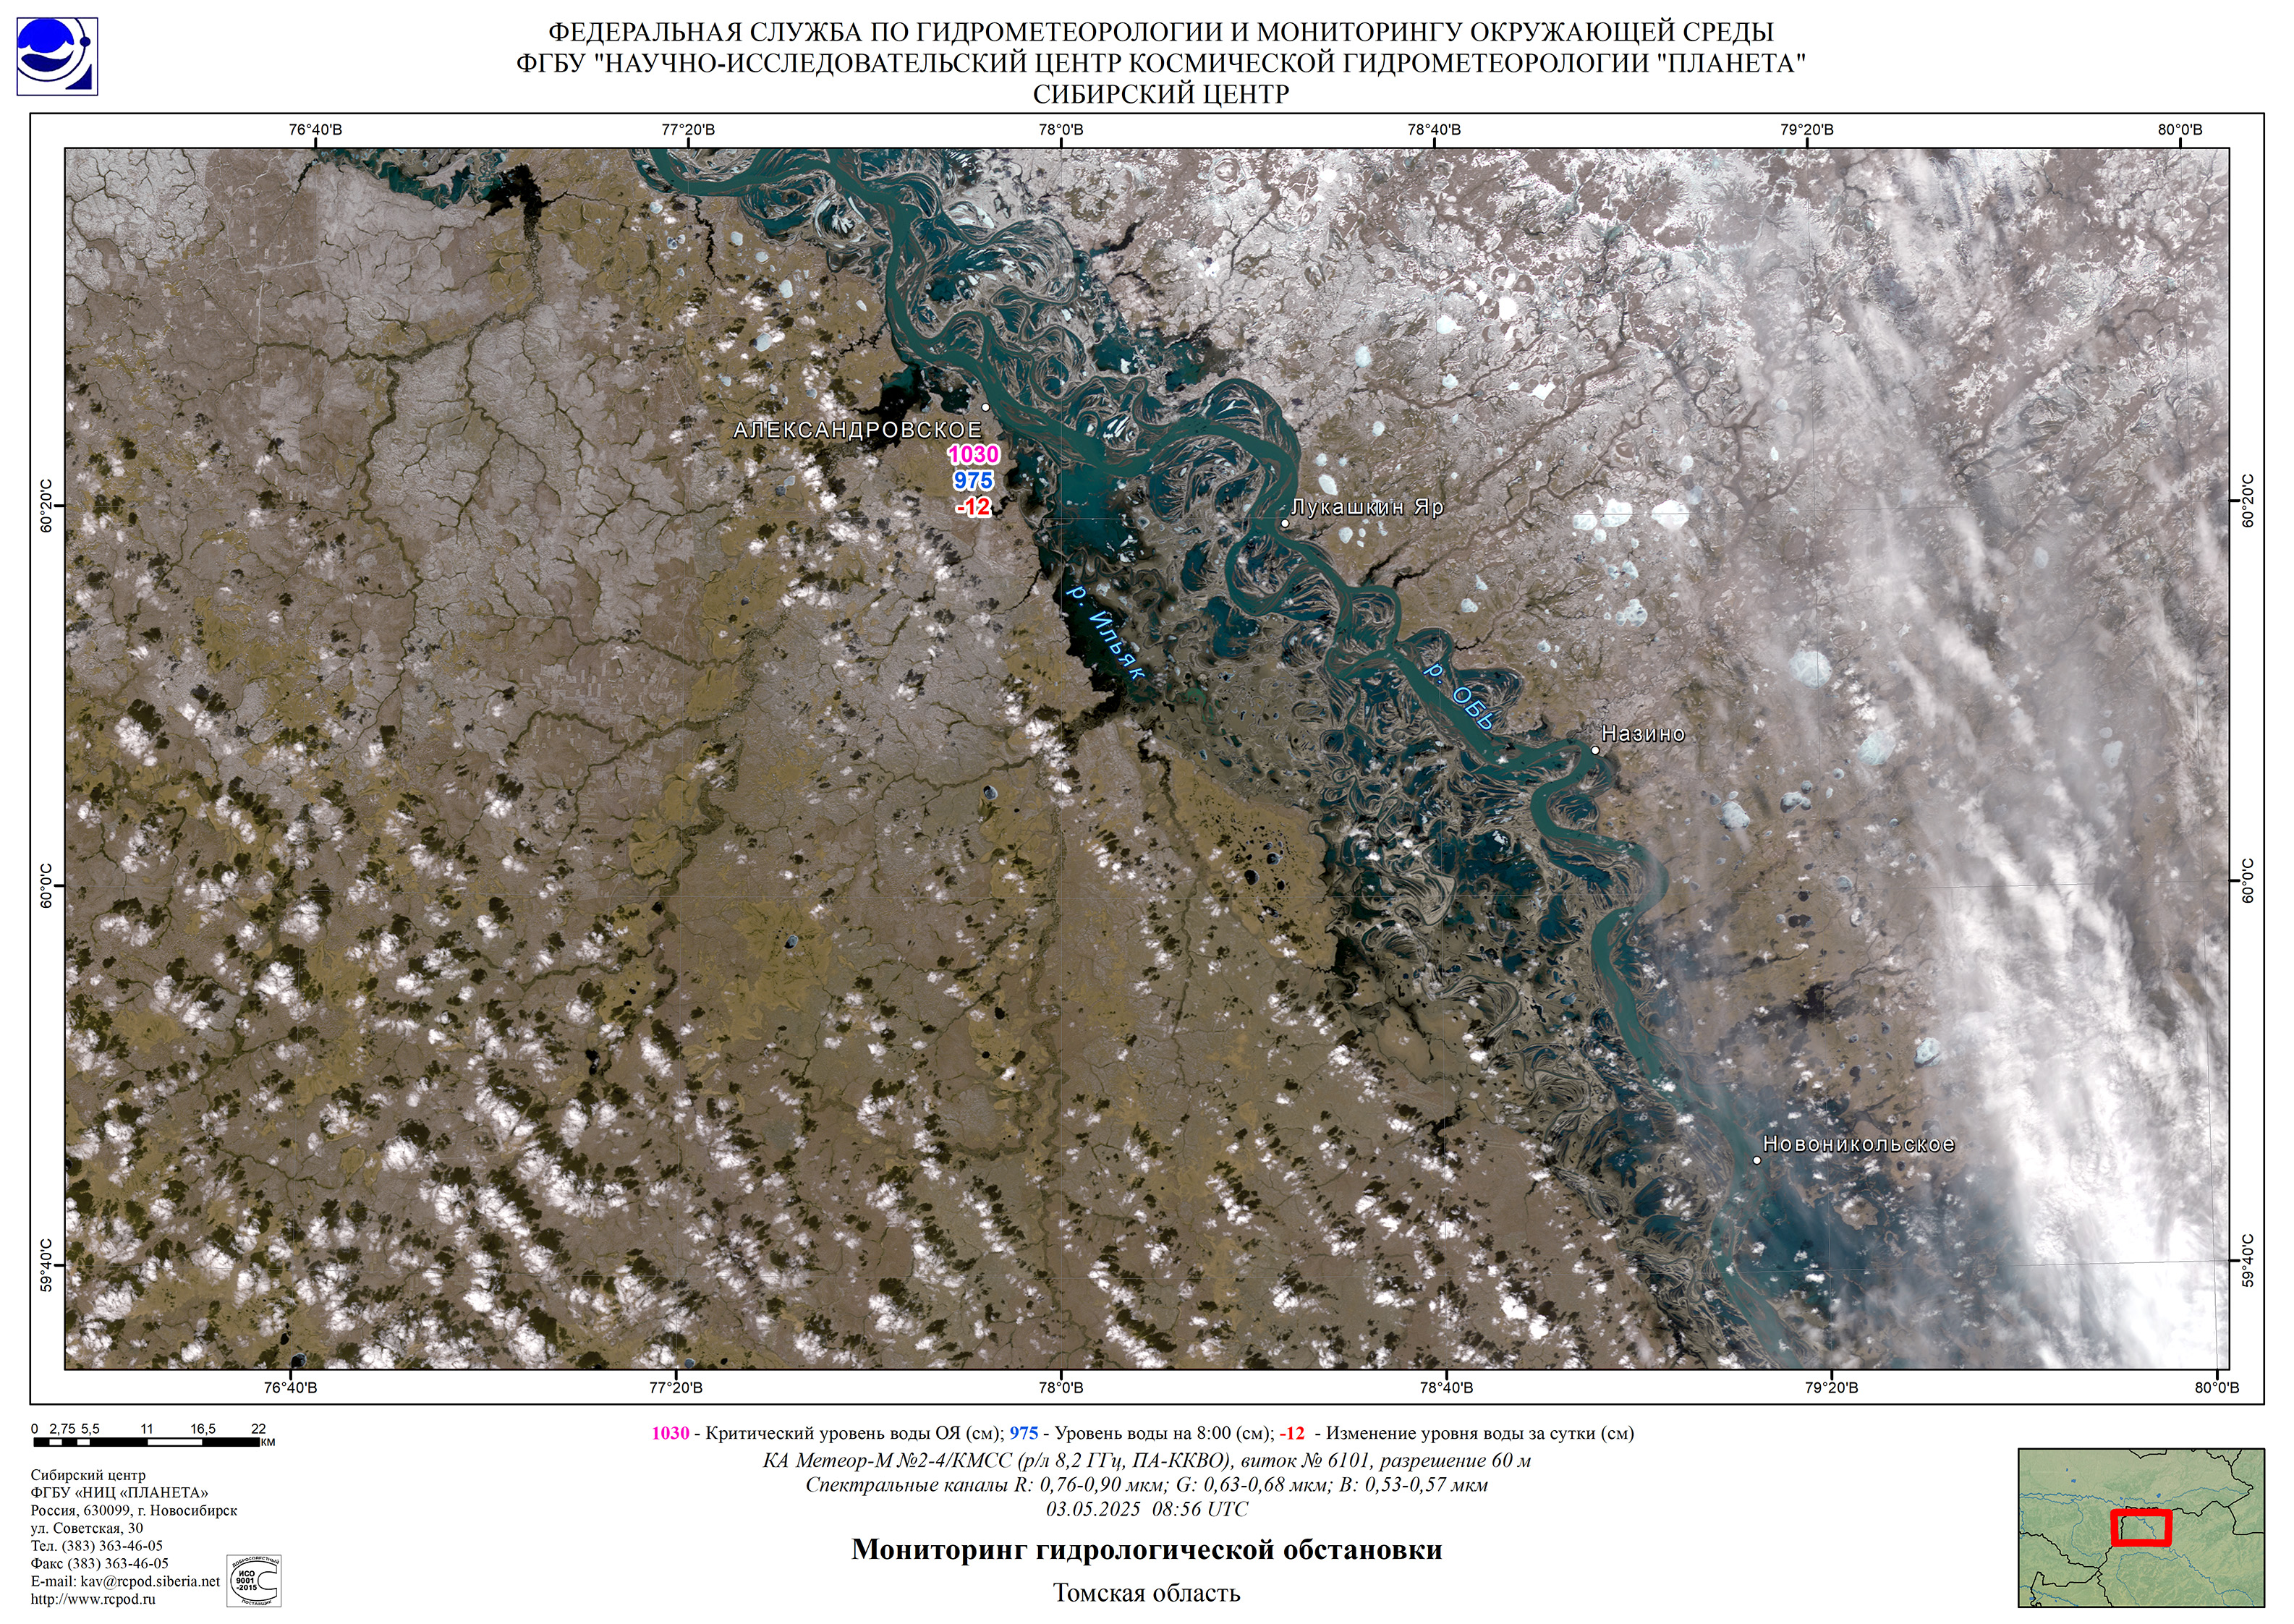 ФЕДЕРАЛЬНАЯ СЛУЖБА ПО ГИДРОМЕТЕОРОЛОГИИ И МОНИТОРИНГУ ОКРУЖАЮЩЕЙ СРЕДЫ
ФГБУ "НАУЧНО-ИССЛЕДОВАТЕЛЬСКИЙ ЦЕНТР КОСМИЧЕСКОЙ ГИДРОМЕТЕОРОЛОГИИ "ПЛАНЕТА"
СИБИРСКИЙ ЦЕНТР
76°40'В 77°20'В 78°0'В 78°40'В 79°20'В 80°0'В
АЛЕКСАНДРОВСКОЕ
1030
975
-12
60°20'С 60°20'С
Лукашкин Яр
р. Ильяк
р. ОБЬ
Назино
60°0'С 60°0'С
Новоникольское
59°40'С 59°40'С
76°40'В 77°20'В 78°0'В 78°40'В 79°20'В 80°0'В
0 2,75 5,5 11 16,5 22
км
1030 - Критический уровень воды ОЯ (см); 975 - Уровень воды на 8:00 (см); -12 - Изменение уровня воды за сутки (см)
КА Метеор-М №2-4/КМСС (р/л 8,2 ГГц, ПА-ККВО), виток № 6101, разрешение 60 м
Спектральные каналы R: 0,76-0,90 мкм; G: 0,63-0,68 мкм; B: 0,53-0,57 мкм
03.05.2025 08:56 UTC
Мониторинг гидрологической обстановки
Томская область
Сибирский центр
ФГБУ «НИЦ «ПЛАНЕТА»
Россия, 630099, г. Новосибирск
ул. Советская, 30
Тел. (383) 363-46-05
Факс (383) 363-46-05
E-mail: kav@rcpod.siberia.net
http://www.rcpod.ru
ДОБРОСОВЕСТНЫЙ
ИСО
9001
-2015
ПОСТАВЩИК